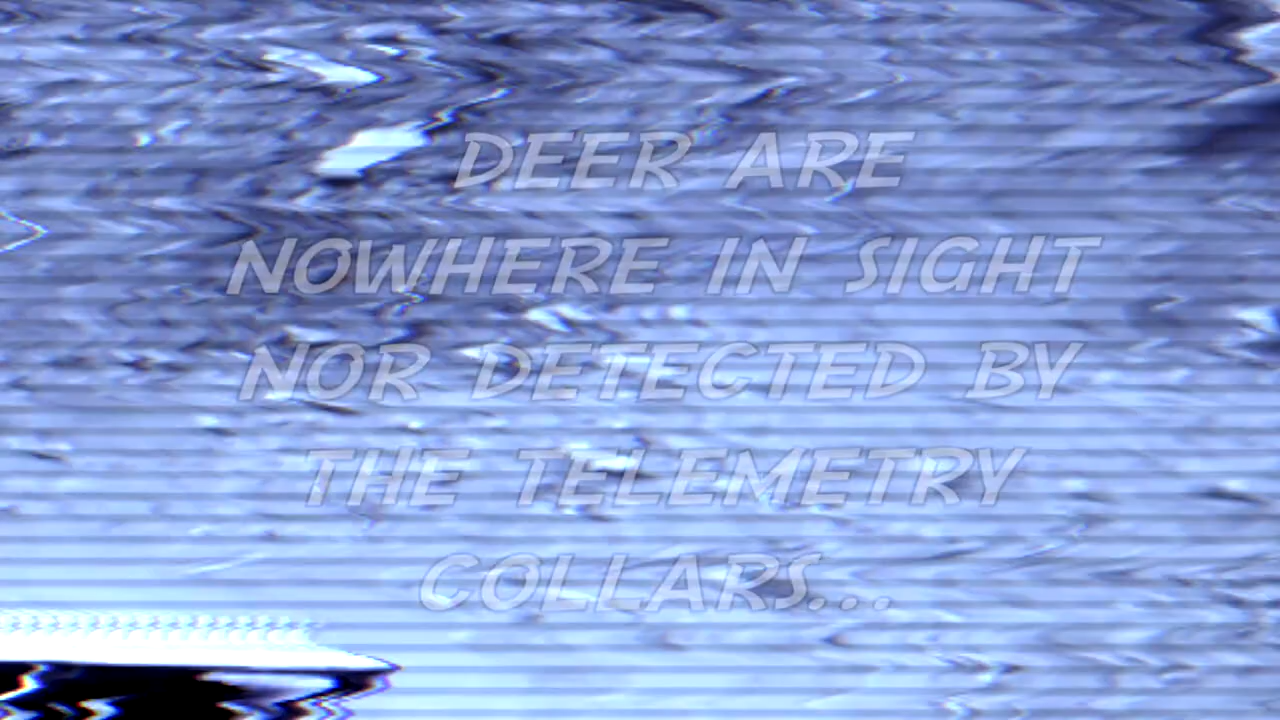 DEER ARE
NOWHERE IN SIGHT
NOR DETECTED BY
THE TELEMETRY
COLLARS...